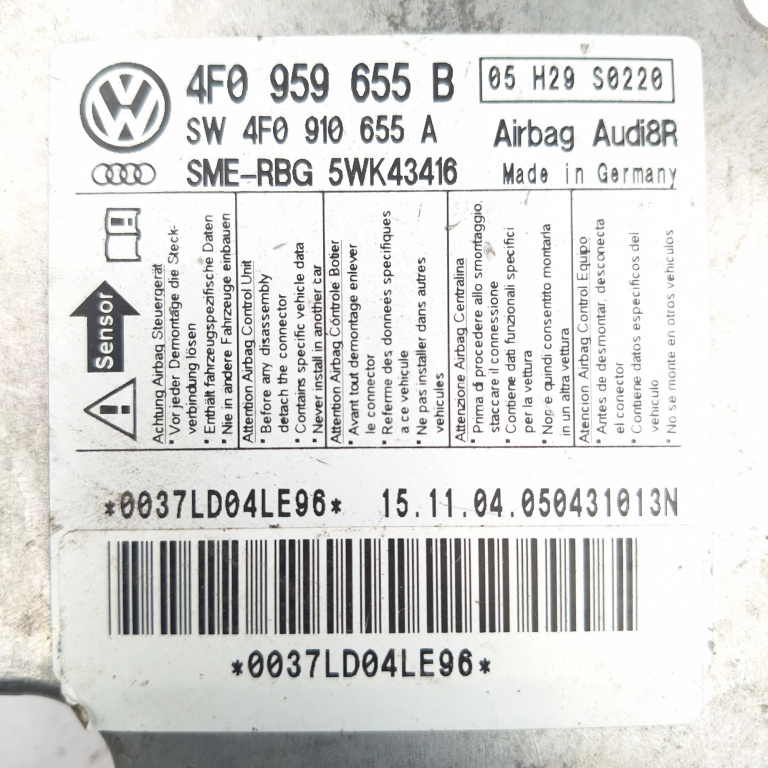 4F0 959 655 B
05 H29 S0220
SW 4F0 910 655 A
Airbag Audi8R
SME-RBG 5WK43416
Made in Germany
Sensor
Achtung Airbag Steuergerät
* Vor jeder Demontage die Steck-
verbindung lösen
* Enthält fahrzeugspezifische Daten
* Nie in andere Fahrzeuge einbauen
Attention Airbag Control Unit
* Before any disassembly
detach the connector
* Contains specific vehicle data
* Never install in another car
Attention Airbag Controle Boitier
* Avant tout demontage enlever
le connector
* Referme des donneés specifiques
a ce vehicule
* Ne pas installer dans autres
vehicules
Attenzione Airbag Centralina
* Prima di procedere allo smortaggio,
staccare il connessione
* Contiene dati funzionali specifici
per la vettura
* Non e quindi consentito montarla
in un altra vettura
Atencion Airbag Control Equipo
* Antes de desmontar, desconecta
el conector
* Contiene datos especificos del
vehiculo
* No se monte en otros vehiculos
*0037LD04LE96* 15.11.04.050431013N
*0037LD04LE96*